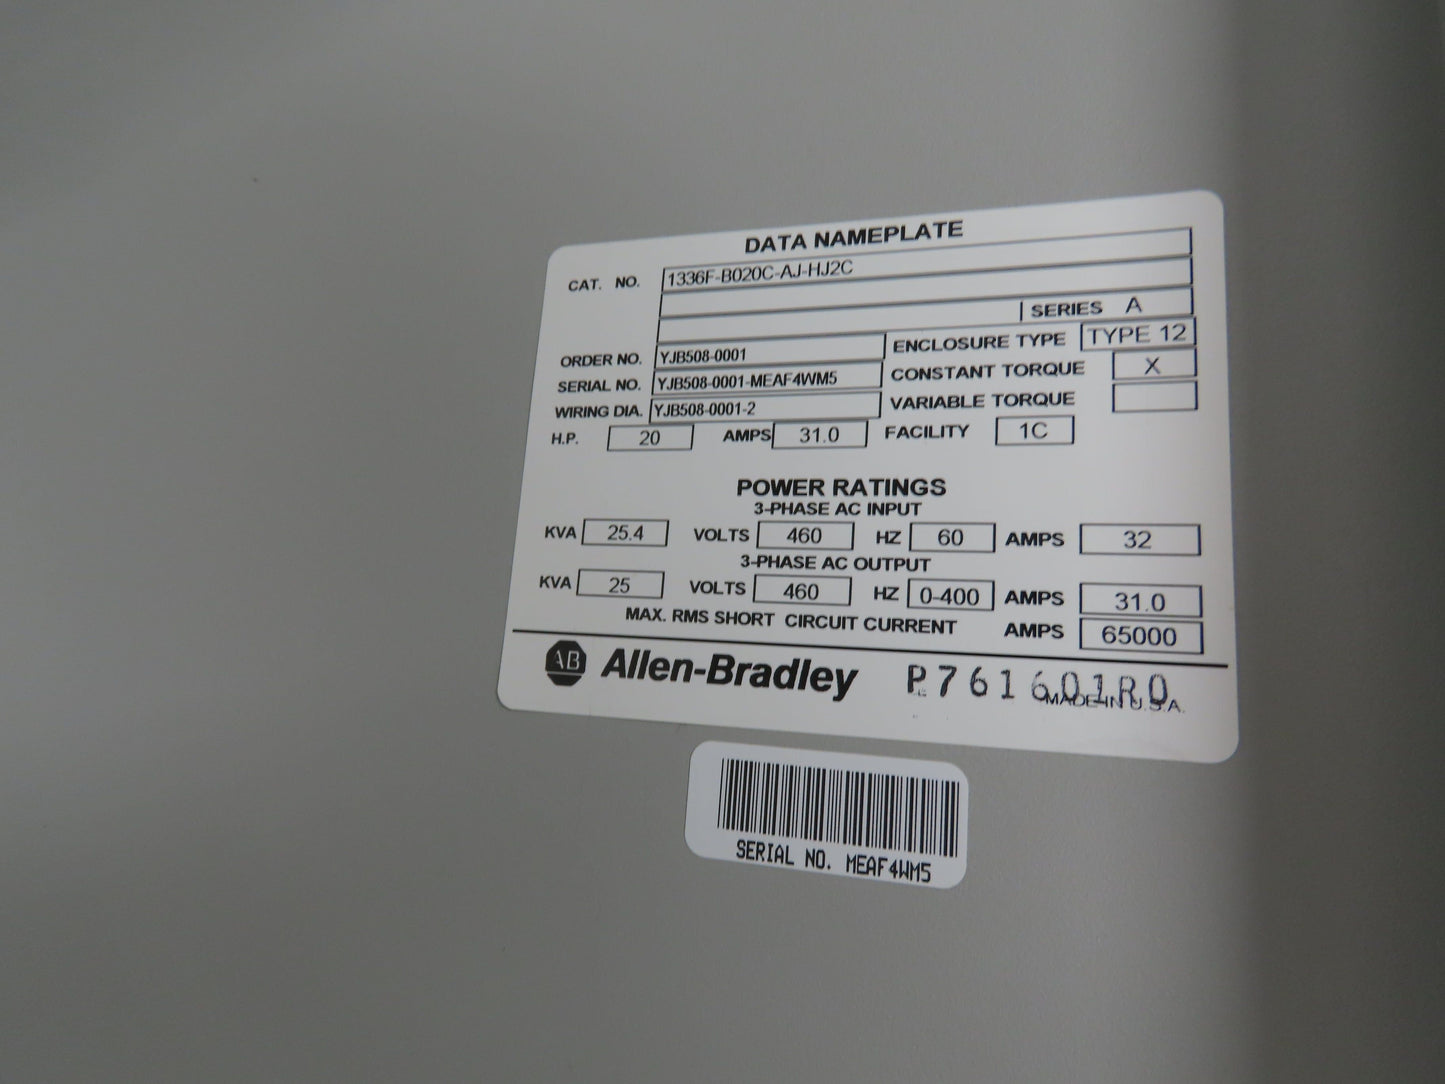 DATA NAMEPLATE
CAT. NO. 1336F-B020C-AJ-HJ2C
SERIES A
ORDER NO. YJB508-0001 ENCLOSURE TYPE TYPE 12
SERIAL NO. YJB508-0001-MEAF4WM5 CONSTANT TORQUE X
WIRING DIA. YJB508-0001-2 VARIABLE TORQUE
H.P. 20 AMPS 31.0 FACILITY 1C
POWER RATINGS
3-PHASE AC INPUT
KVA 25.4 VOLTS 460 HZ 60 AMPS 32
3-PHASE AC OUTPUT
KVA 25 VOLTS 460 HZ 0-400 AMPS 31.0
MAX. RMS SHORT CIRCUIT CURRENT AMPS 65000
AB Allen-Bradley P761601R0
MADE IN U.S.A.
SERIAL NO. MEAF4WM5